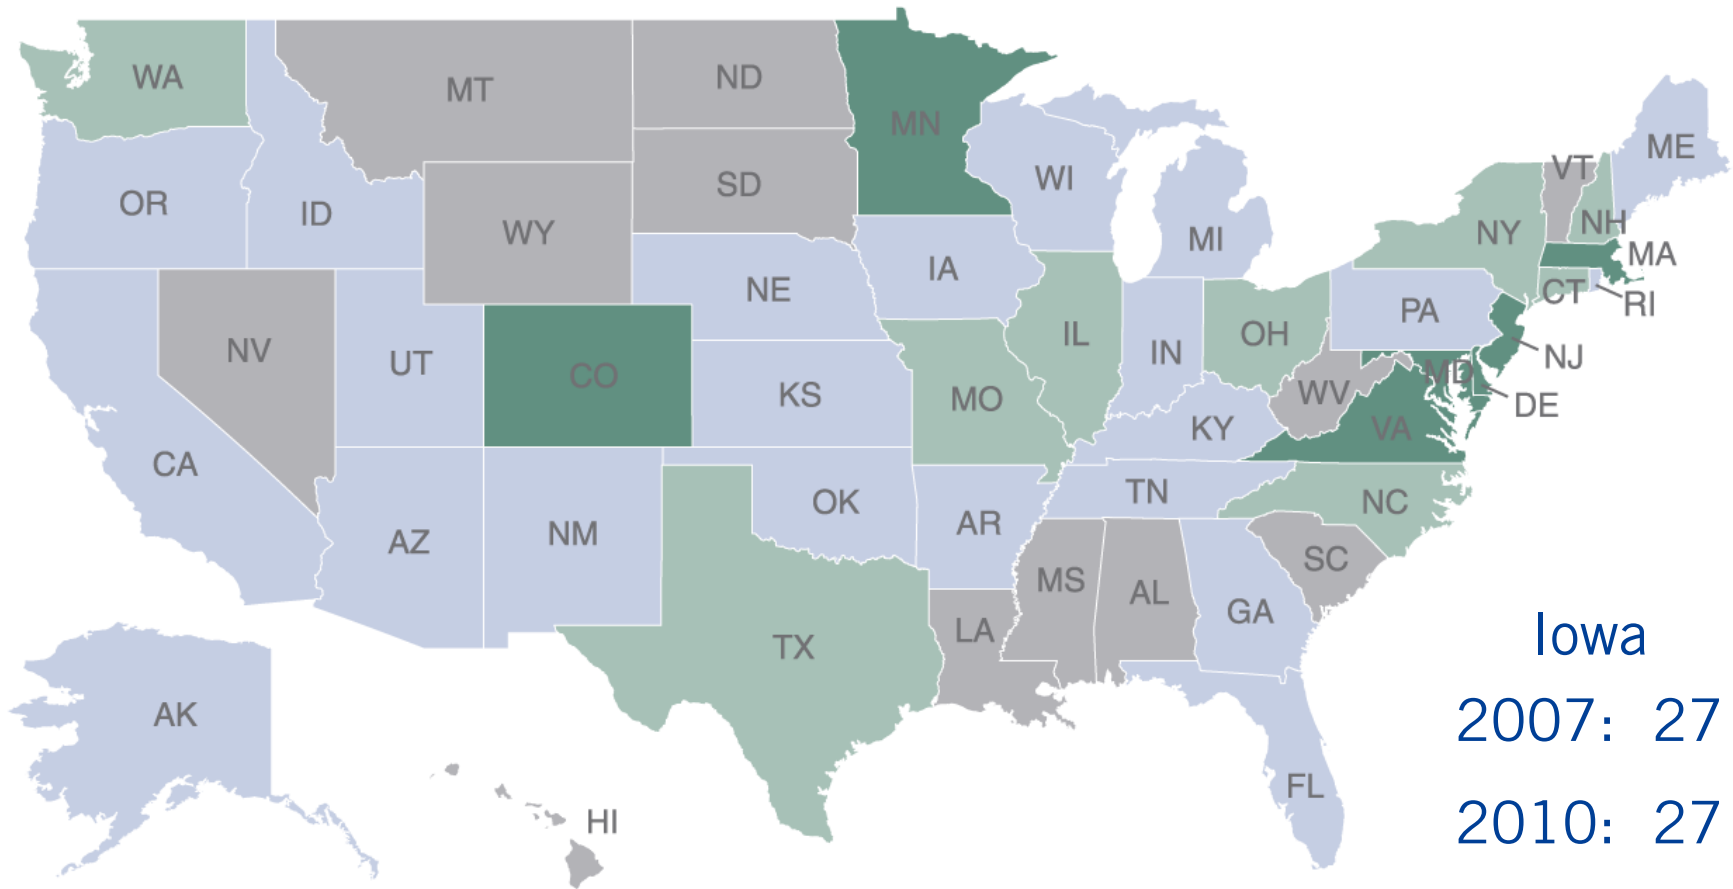 WA
MT
ND
MN
OR
ID
WY
SD
WI
MI
VT
ME
NY
NH
MA
CT
RI
NV
UT
CO
NE
IA
IL
IN
OH
PA
NJ
MD
DE
CA
KS
MO
KY
WV
VA
AZ
NM
OK
AR
TN
NC
TX
LA
MS
AL
GA
SC
AK
HI
FL
Iowa
2007: 27
2010: 27